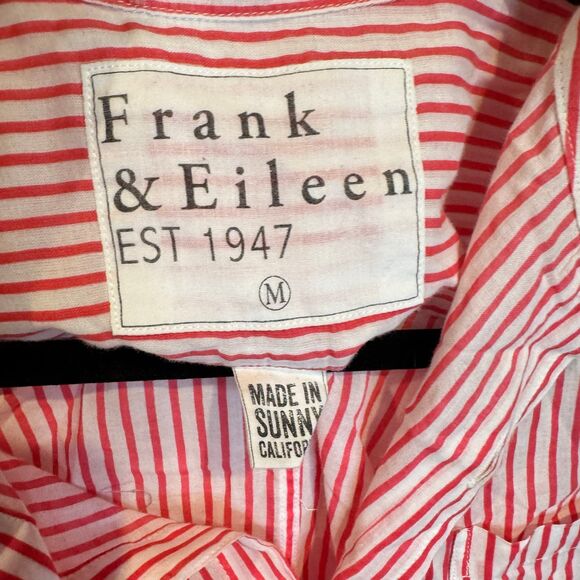 Frank
& Eileen
EST 1947
M
MADE IN
SUNNY
CALIFOR